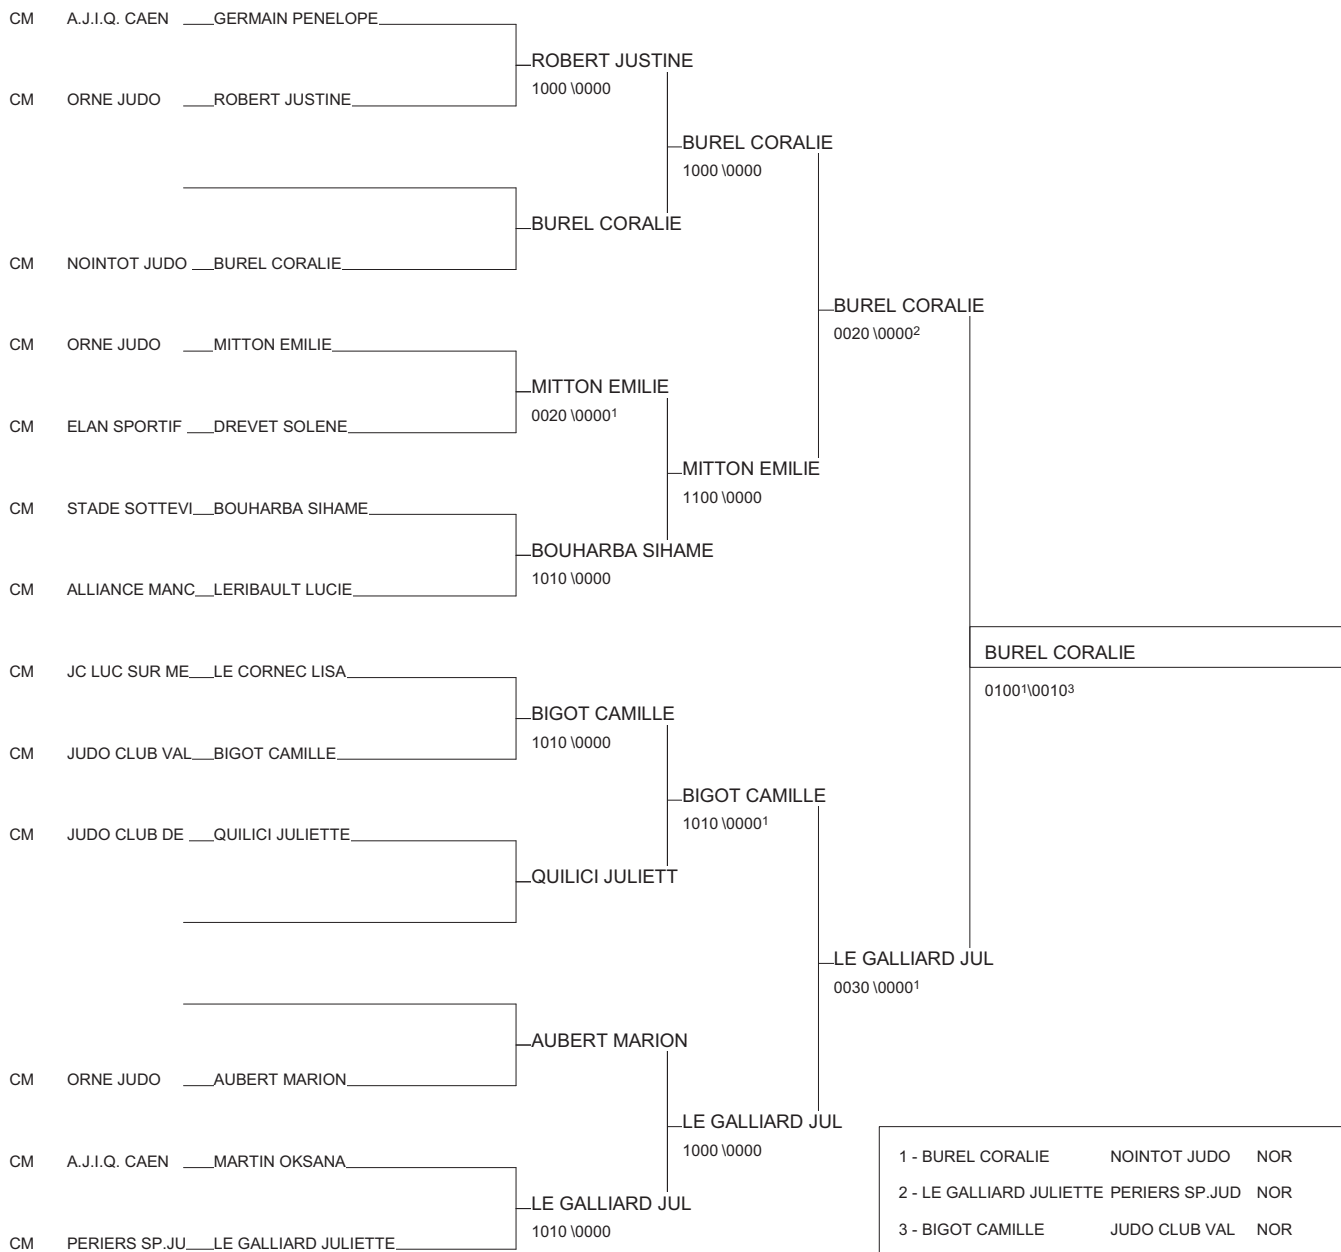 CM A.J.I.Q. CAEN GERMAIN PENELOPE
ROBERT JUSTINE
1000 \0000
CM ORNE JUDO ROBERT JUSTINE
BUREL CORALIE
1000 \0000
BUREL CORALIE
CM NOINTOT JUDO BUREL CORALIE
BUREL CORALIE
0020 \0000²
CM ORNE JUDO MITTON EMILIE
MITTON EMILIE
0020 \0000¹
CM ELAN SPORTIF DREVET SOLENE
MITTON EMILIE
1100 \0000
CM STADE SOTTEVI BOUHARBA SIHAME
BOUHARBA SIHAME
1010 \0000
CM ALLIANCE MANC LERIBAULT LUCIE
BUREL CORALIE
0100¹\0010³
CM JC LUC SUR ME LE CORNEC LISA
BIGOT CAMILLE
1010 \0000
CM JUDO CLUB VAL BIGOT CAMILLE
BIGOT CAMILLE
1010 \0000¹
CM JUDO CLUB DE QUILICI JULIETTE
QUILICI JULIETT
LE GALLIARD JUL
0030 \0000¹
AUBERT MARION
CM ORNE JUDO AUBERT MARION
LE GALLIARD JUL
1000 \0000
CM A.J.I.Q. CAEN MARTIN OKSANA
LE GALLIARD JUL
1010 \0000
CM PERIERS SP.JU LE GALLIARD JULIETTE
1 - BUREL CORALIE NOINTOT JUDO NOR
2 - LE GALLIARD JULIETTE PERIERS SP.JUD NOR
3 - BIGOT CAMILLE JUDO CLUB VAL NOR